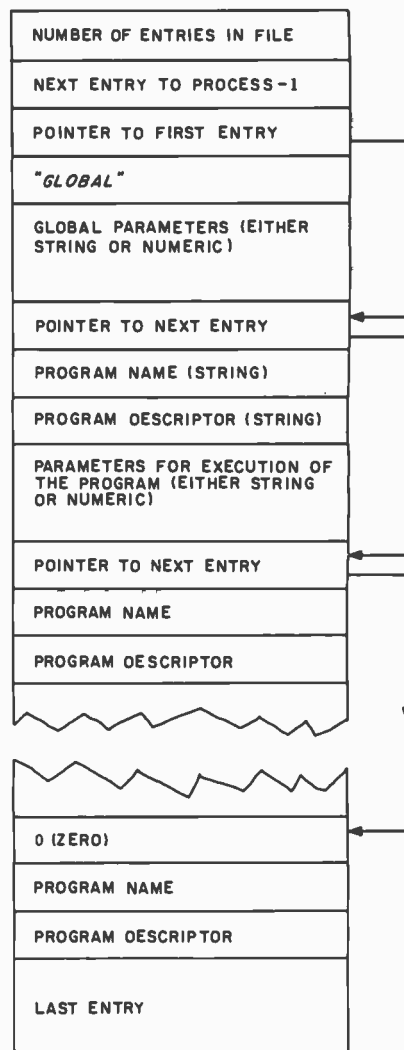 NUMBER OF ENTRIES IN FILE
NEXT ENTRY TO PROCESS-1
POINTER TO FIRST ENTRY
"GLOBAL"
GLOBAL PARAMETERS (EITHER
STRING OR NUMERIC)
POINTER TO NEXT ENTRY
PROGRAM NAME (STRING)
PROGRAM OESCRIPTOR (STRING)
PARAMETERS FOR EXECUTION OF
THE PROGRAM (EITHER STRING
OR NUMERIC)
POINTER TO NEXT ENTRY
PROGRAM NAME
PROGRAM OESCRIPTOR
0 (ZERO)
PROGRAM NAME
PROGRAM OESCRIPTOR
LAST ENTRY